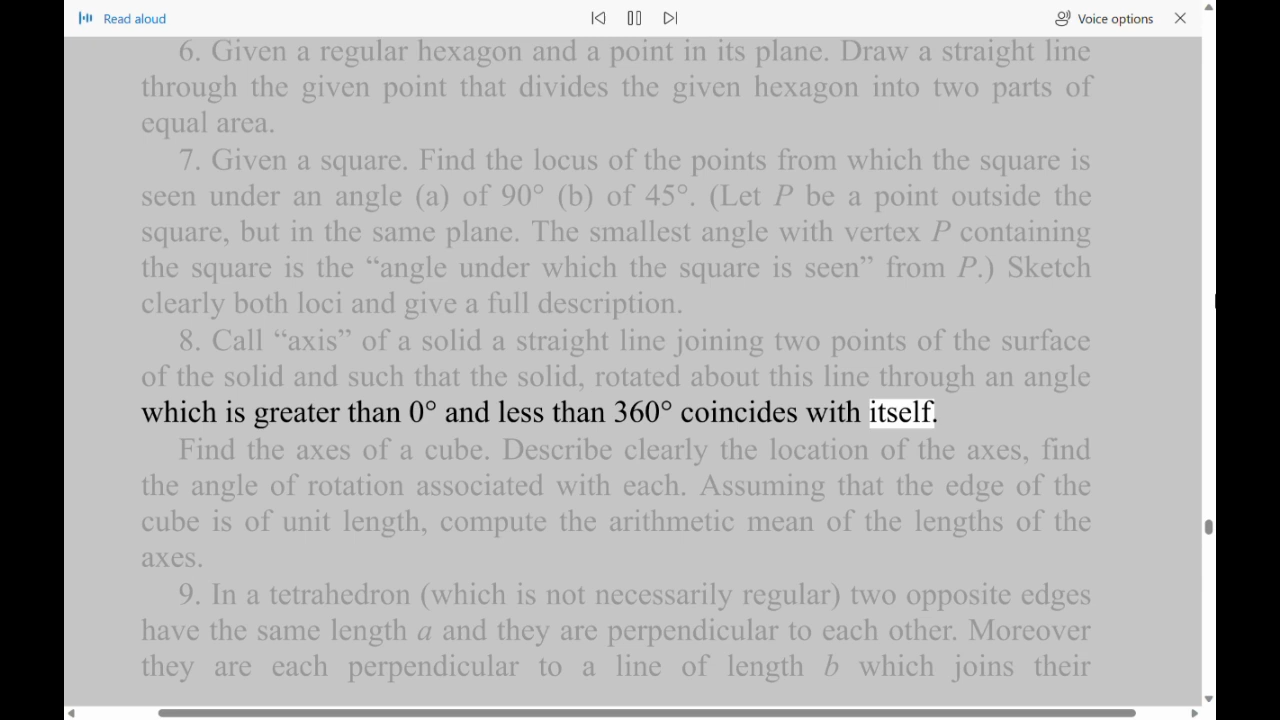 Read aloud
Voice options
6. Given a regular hexagon and a point in its plane. Draw a straight line
through the given point that divides the given hexagon into two parts of
equal area.
7. Given a square. Find the locus of the points from which the square is
seen under an angle (a) of 90° (b) of 45°. (Let P be a point outside the
square, but in the same plane. The smallest angle with vertex P containing
the square is the “angle under which the square is seen” from P.) Sketch
clearly both loci and give a full description.
8. Call “axis” of a solid a straight line joining two points of the surface
of the solid and such that the solid, rotated about this line through an angle
which is greater than 0° and less than 360° coincides with itself.
Find the axes of a cube. Describe clearly the location of the axes, find
the angle of rotation associated with each. Assuming that the edge of the
cube is of unit length, compute the arithmetic mean of the lengths of the
axes.
9. In a tetrahedron (which is not necessarily regular) two opposite edges
have the same length a and they are perpendicular to each other. Moreover
they are each perpendicular to a line of length b which joins their